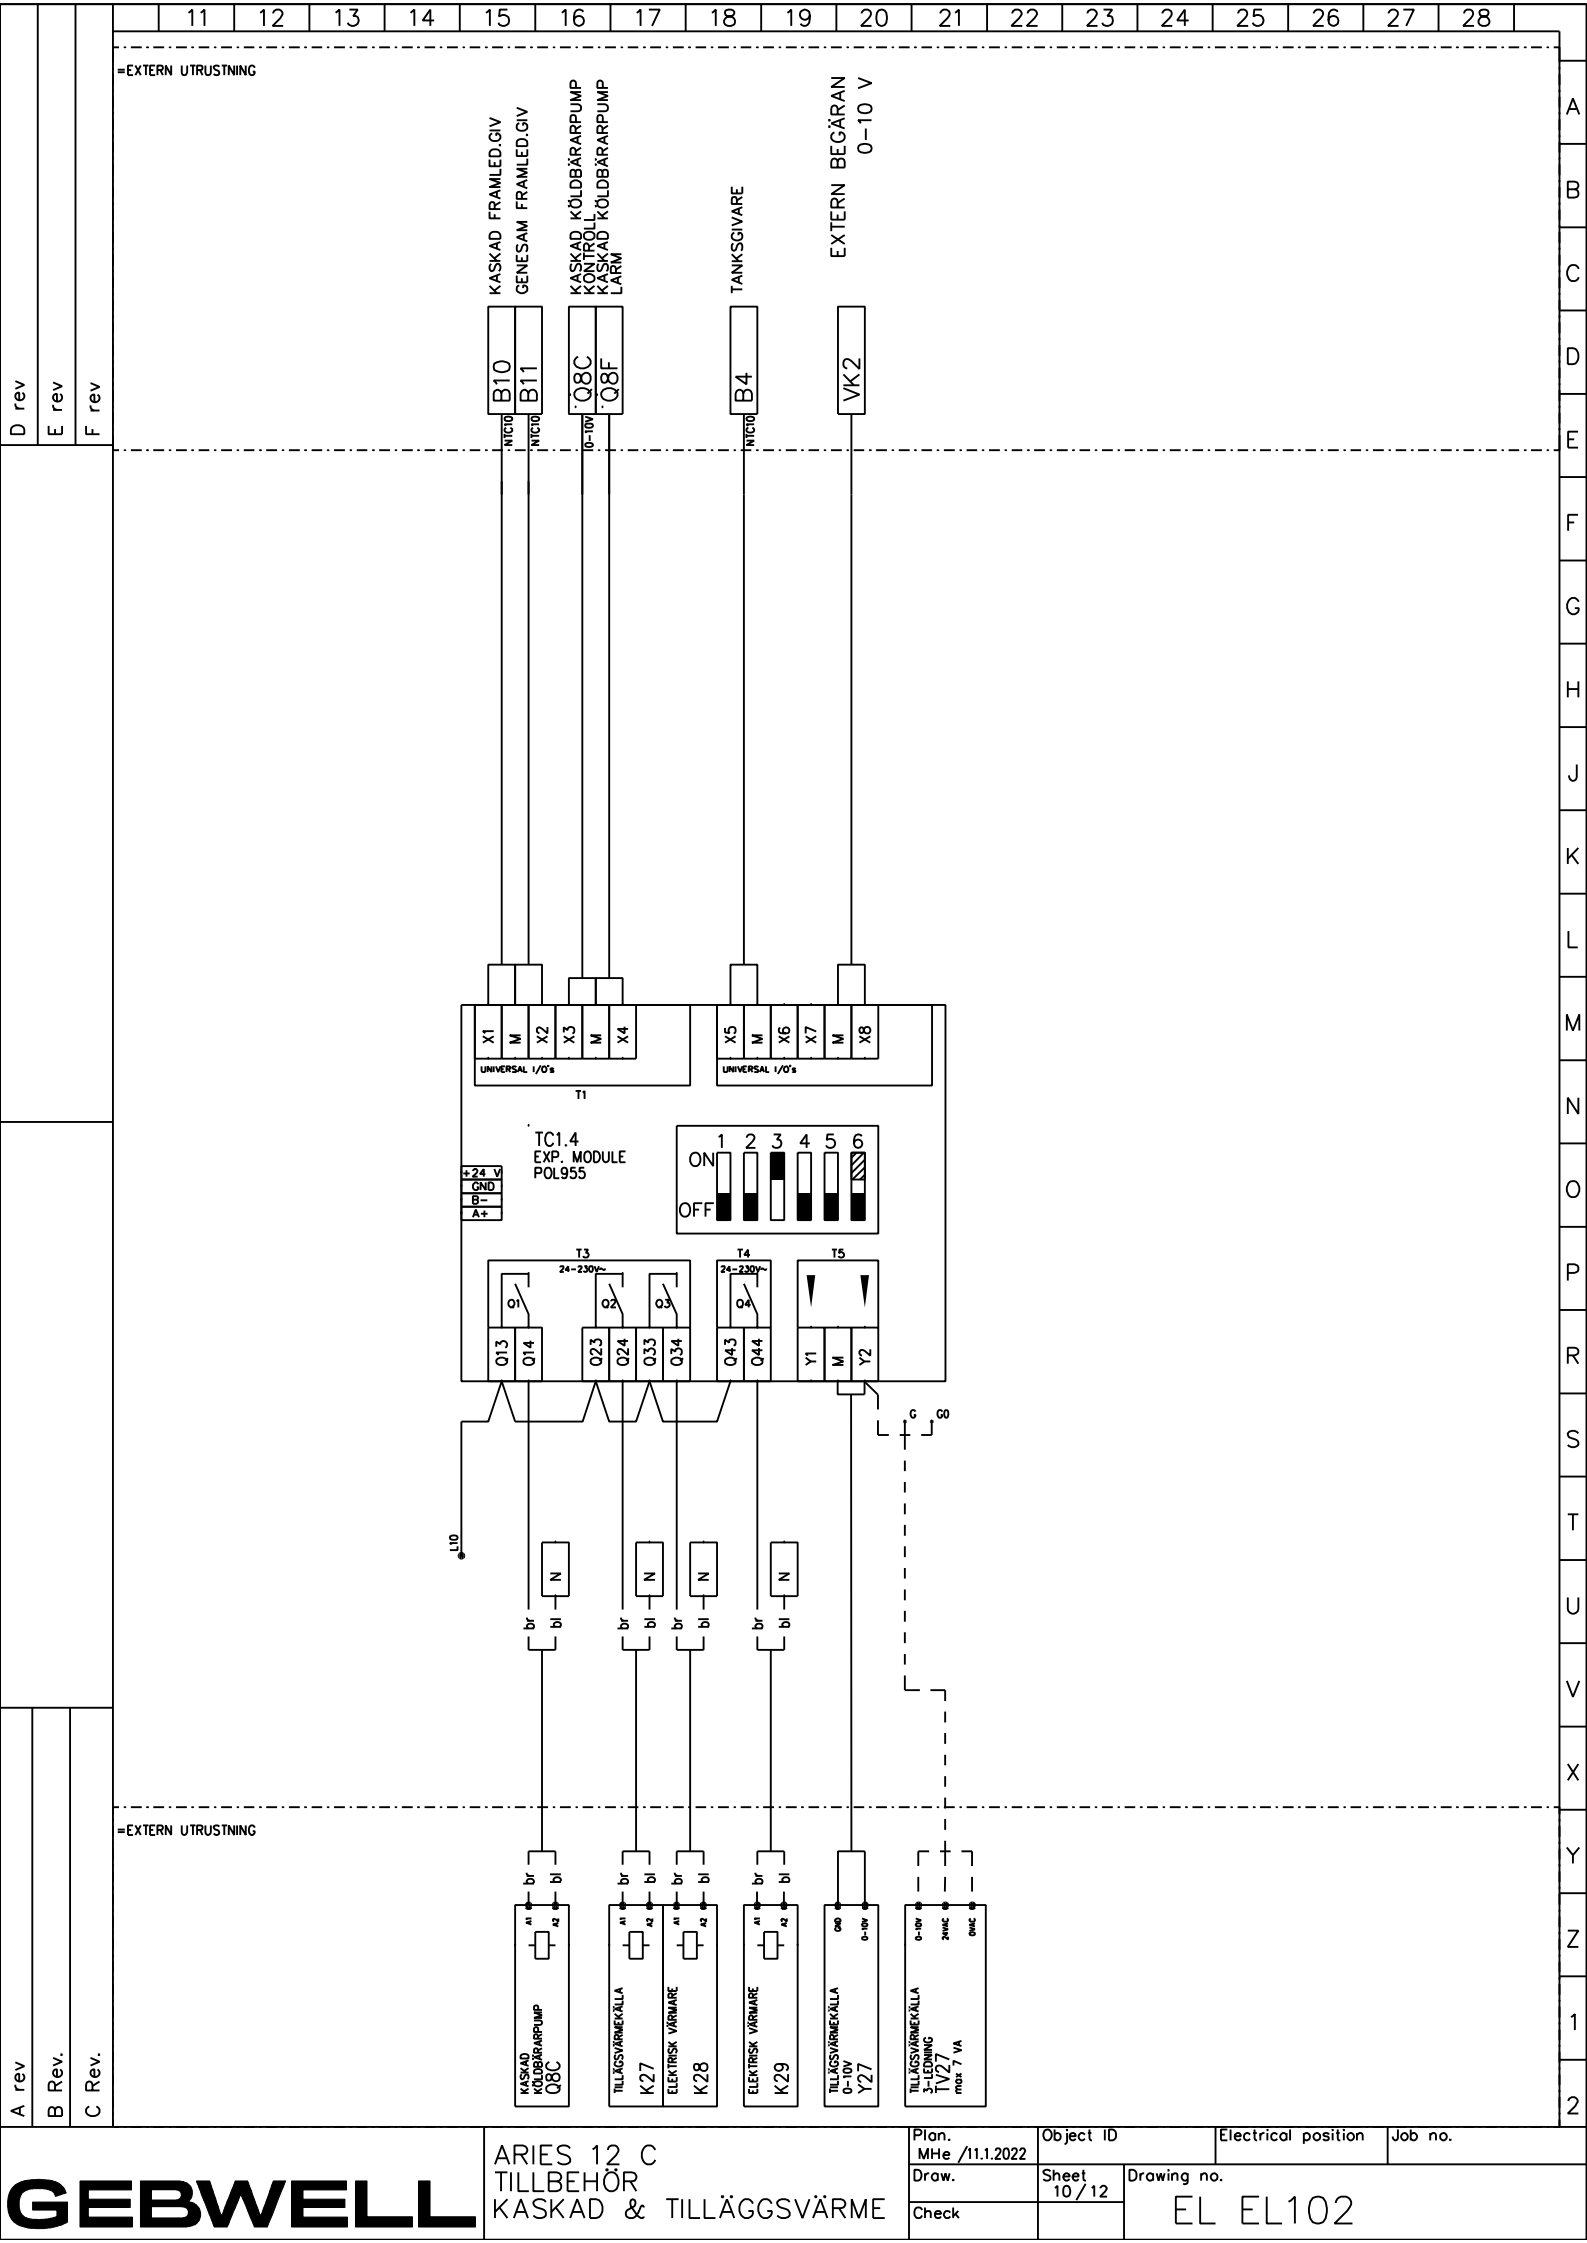 11 12 13 14 15 16 17 18 19 20 21 22 23 24 25 26 27 28
A
B
C
D
E
F
G
H
J
K
L
M
N
O
P
R
S
T
U
V
X
Y
Z
1
2
D rev
E rev
F rev
A rev
B Rev.
C Rev.
=EXTERN UTRUSTNING
KASKAD FRAMLED.GIV
GENESAM FRAMLED.GIV
KASKAD KÖLDBÄRARPUMP
KONTROLL
KASKAD KÖLDBÄRARPUMP
LARM
TANKSGIVARE
EXTERN BEGÄRAN
0-10 V
B10
B11
Q8C
Q8F
B4
VK2
NTC10
NTC10
0-10V
NTC10
X1 M X2 X3 M X4
X5 M X6 X7 M X8
UNIVERSAL I/O's
UNIVERSAL I/O's
T1
TC1.4
EXP. MODULE
POL955
+24 V
GND
B-
A+
1 2 3 4 5 6
ON
OFF
T3
24-230V~
T4
24-230V~
T5
Q1 Q2 Q3 Q4
Q13 Q14 Q23 Q24 Q33 Q34 Q43 Q44 Y1 M Y2
G G0
L10
N N N N
br bl br bl br bl br bl
=EXTERN UTRUSTNING
br bl br bl br bl br bl
A1 A2 A1 A2 A1 A2 A1 A2 GND 0-10V 0-10V 24VAC 0VAC
KASKAD
KÖLDBÄRARPUMP
Q8C
TILLÄGSVÄRMEKÄLLA
K27
ELEKTRISK VÄRMARE
K28
ELEKTRISK VÄRMARE
K29
TILLÄGSVÄRMEKÄLLA
0-10V
Y27
TILLÄGSVÄRMEKÄLLA
3-LEDNING
TV27
max 7 VA
GEBWELL
ARIES 12 C
TILLBEHÖR
KASKAD & TILLÄGGSVÄRME
Plan.
MHe /11.1.2022
Object ID
Electrical position
Job no.
Draw.
Sheet
10/12
Drawing no.
EL EL102
Check